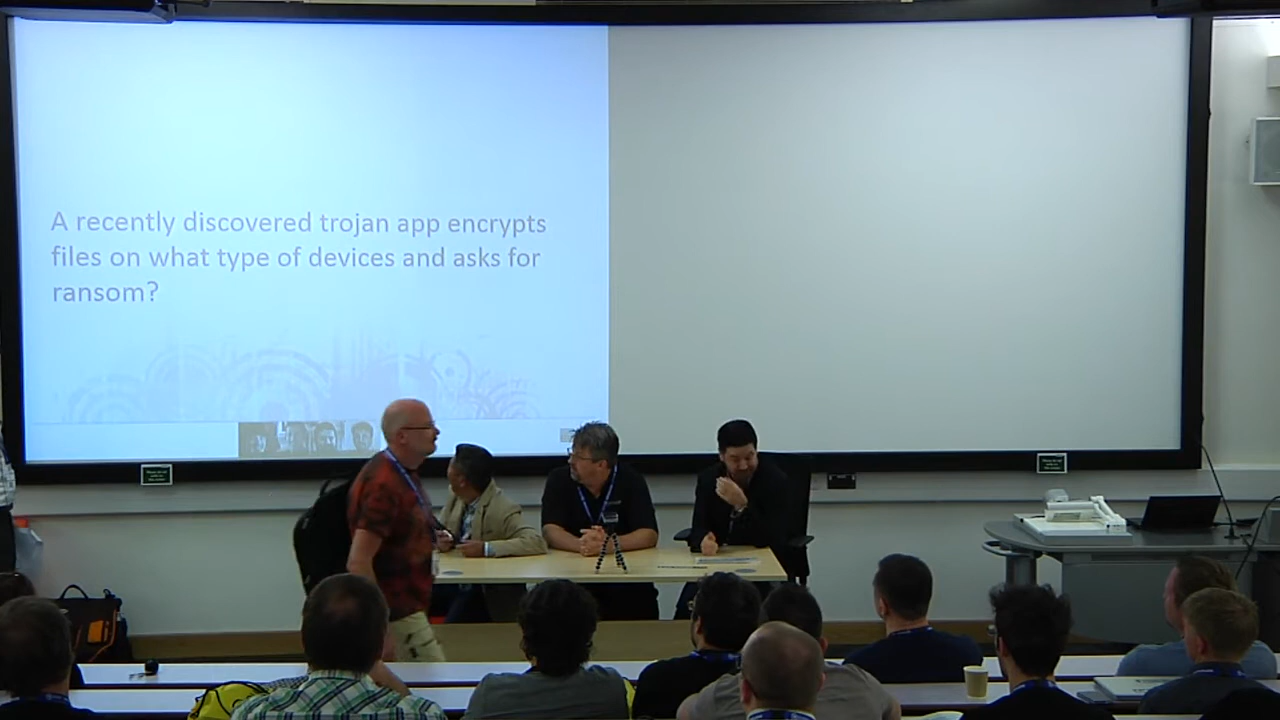 A recently discovered trojan app encrypts
files on what type of devices and asks for
ransom?